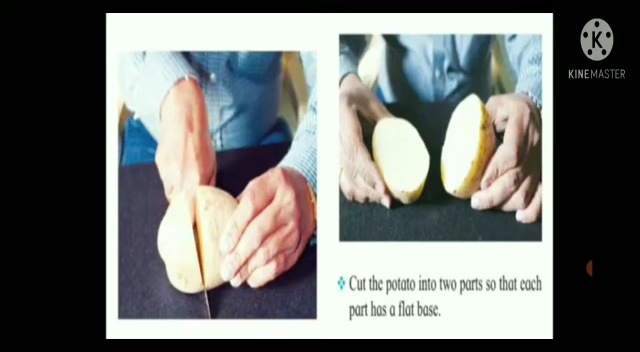 K
KINEMASTER
❖ Cut the potato into two parts so that each
part has a flat base.